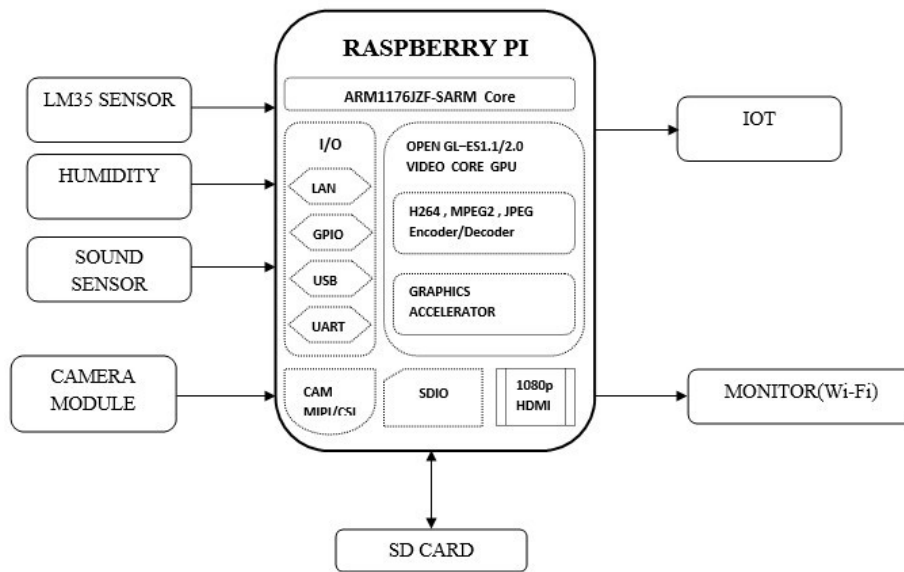 RASPBERRY PI
ARM1176JZF-SARM Core
LM35 SENSOR
HUMIDITY
SOUND
SENSOR
CAMERA
MODULE
I/O
LAN
GPIO
USB
UART
OPEN GL–ES1.1/2.0
VIDEO CORE GPU
H264 , MPEG2 , JPEG
Encoder/Decoder
GRAPHICS
ACCELERATOR
CAM
MIPI/CSI
SDIO
1080p
HDMI
IOT
MONITOR(Wi-Fi)
SD CARD